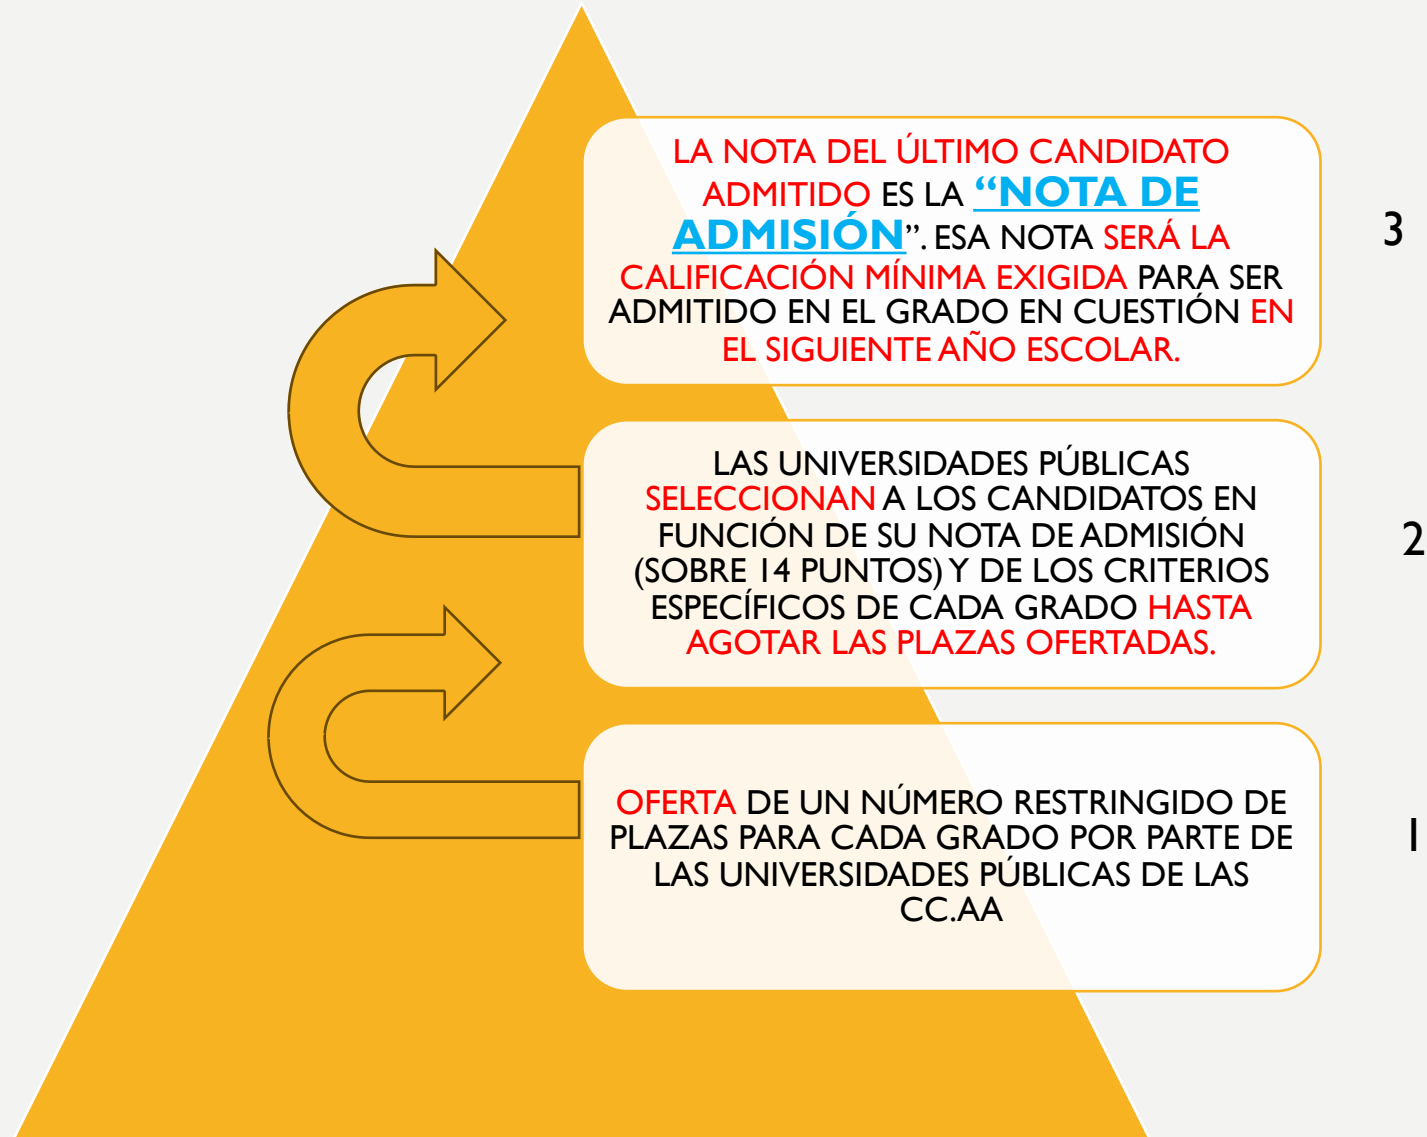 LA NOTA DEL ÚLTIMO CANDIDATO
ADMITIDO ES LA “NOTA DE
ADMISIÓN”. ESA NOTA SERÁ LA
CALIFICACIÓN MÍNIMA EXIGIDA PARA SER
ADMITIDO EN EL GRADO EN CUESTIÓN EN
EL SIGUIENTE AÑO ESCOLAR.
3
LAS UNIVERSIDADES PÚBLICAS
SELECCIONAN A LOS CANDIDATOS EN
FUNCIÓN DE SU NOTA DE ADMISIÓN
(SOBRE 14 PUNTOS) Y DE LOS CRITERIOS
ESPECÍFICOS DE CADA GRADO HASTA
AGOTAR LAS PLAZAS OFERTADAS.
2
OFERTA DE UN NÚMERO RESTRINGIDO DE
PLAZAS PARA CADA GRADO POR PARTE DE
LAS UNIVERSIDADES PÚBLICAS DE LAS
CC.AA
1